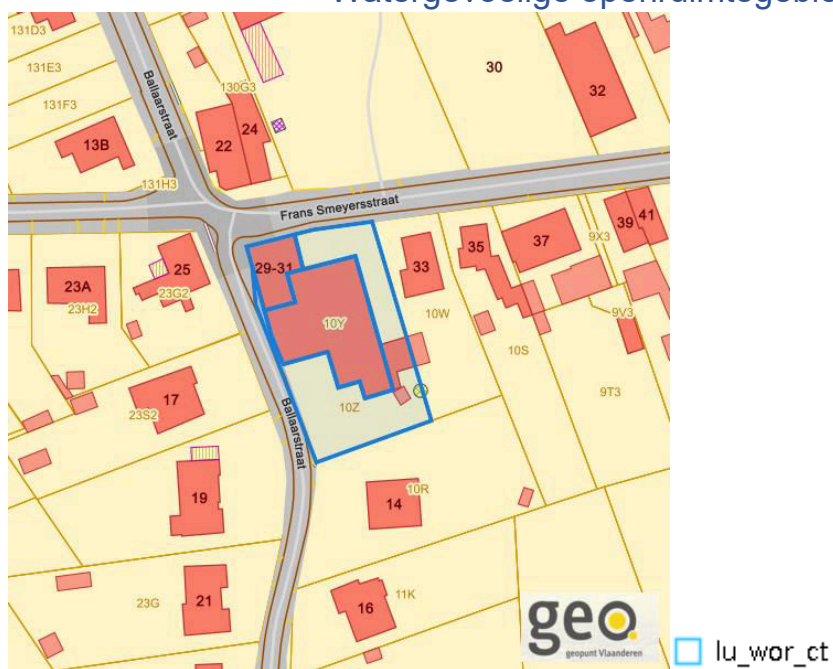 Watergevoelige openruimtegebie
131D3
131E3
131F3
130G3
30
32
13B
22
24
Ballaarstraat
131H3
Frans Smeyersstraat
39
41
9X3
37
35
33
29-31
25
23A
23H2
23G2
10Y
10W
9V3
10S
9T3
17
23S2
10Z
Ballaarstraat
19
14
10R
23G
21
16
11K
geo
geopunt Vlaanderen
lu_wor_ct